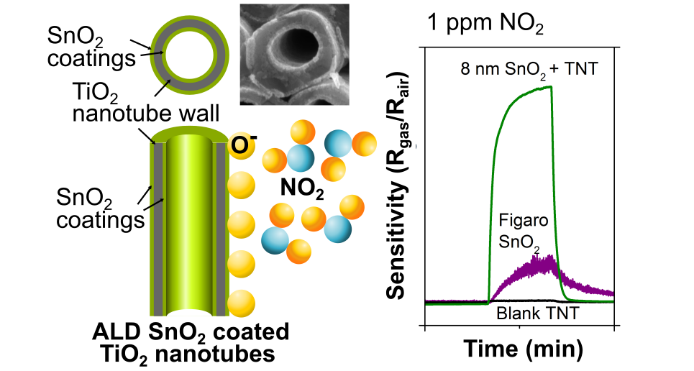 SnO2
coatings
TiO2
nanotube wall
SnO2
coatings
O-
NO2
ALD SnO2 coated
TiO2 nanotubes
1 ppm NO2
8 nm SnO2 + TNT
Figaro
SnO2
Blank TNT
Sensitivity (Rgas/Rair)
Time (min)